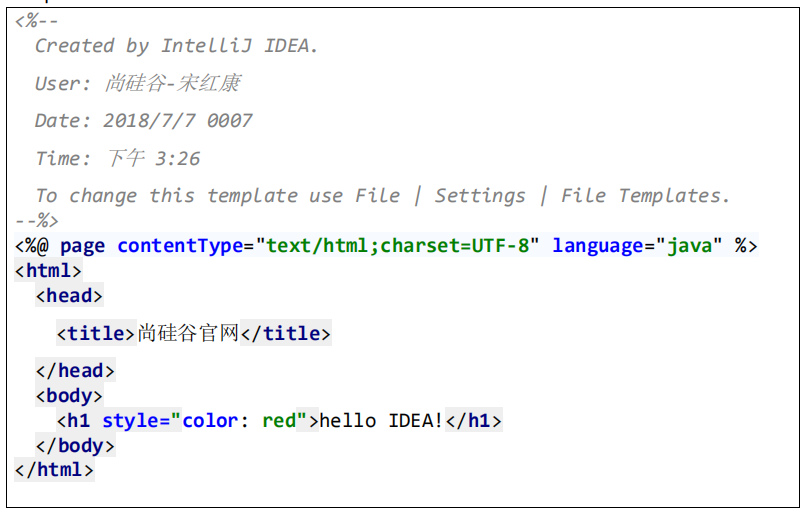 <%--
Created by IntelliJ IDEA.
User: 尚硅谷-宋红康
Date: 2018/7/7 0007
Time: 下午 3:26
To change this template use File | Settings | File Templates.
--%>
<%@ page contentType="text/html;charset=UTF-8" language="java" %>
<html>
<head>
<title>尚硅谷官网</title>
</head>
<body>
<h1 style="color: red">hello IDEA!</h1>
</body>
</html>